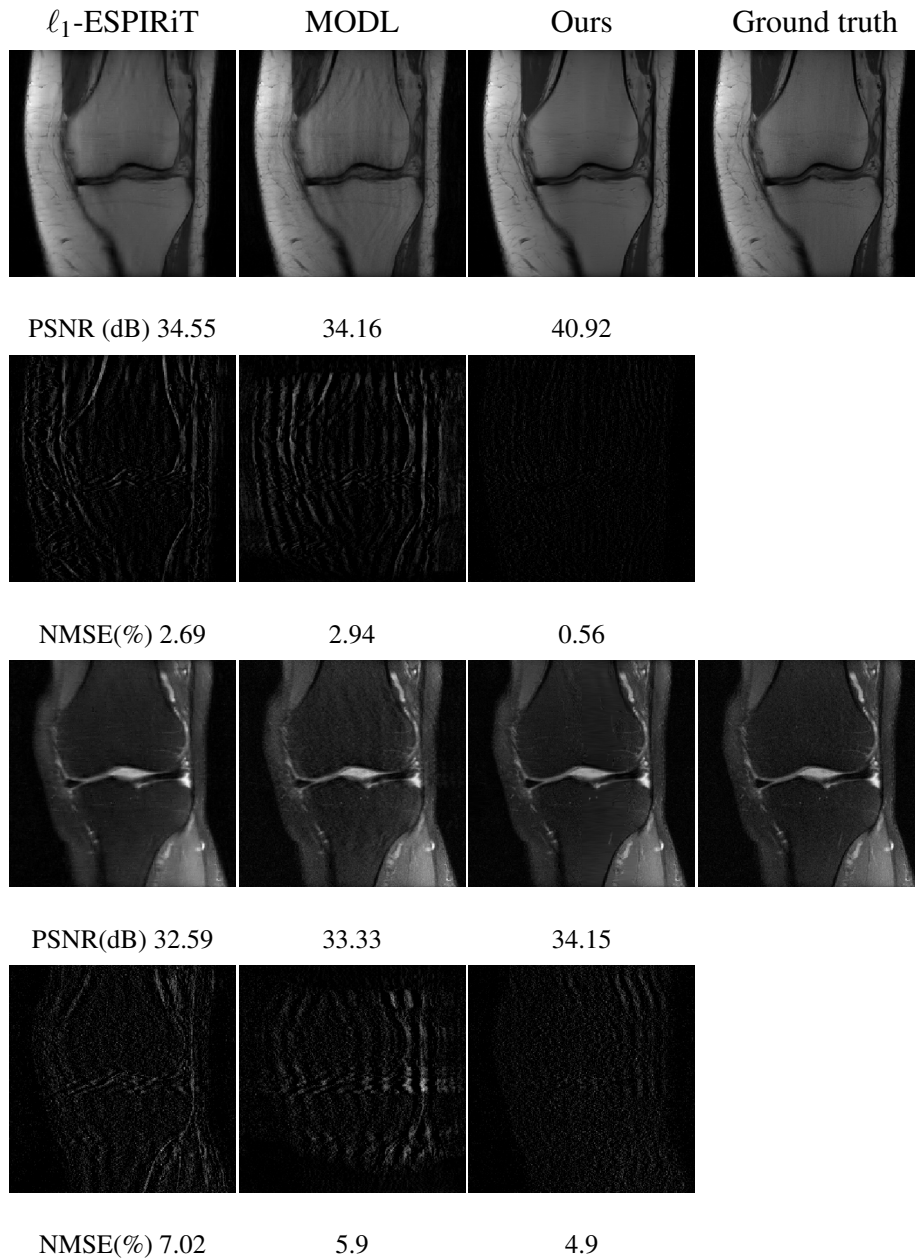 ℓ₁-ESPIRiT MODL Ours Ground truth
PSNR (dB) 34.55 34.16 40.92
NMSE(%) 2.69 2.94 0.56
PSNR(dB) 32.59 33.33 34.15
NMSE(%) 7.02 5.9 4.9